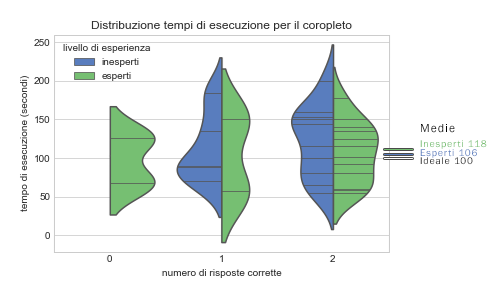 Distribuzione tempi di esecuzione per il coropleto
250
200
150
100
50
0
tempo di esecuzione (secondi)
livello di esperienza
inesperti
esperti
0
1
2
numero di risposte corrette
Medie
Inesperti 118
Esperti 106
Ideale 100